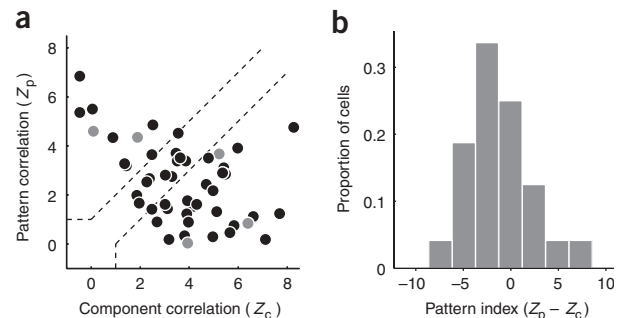 a
Pattern correlation (Zp)
8
6
4
2
0
0 2 4 6 8
Component correlation (Zc)
b
Proportion of cells
0.3
0.2
0.1
0
–10 –5 0 5 10
Pattern index (Zp – Zc)